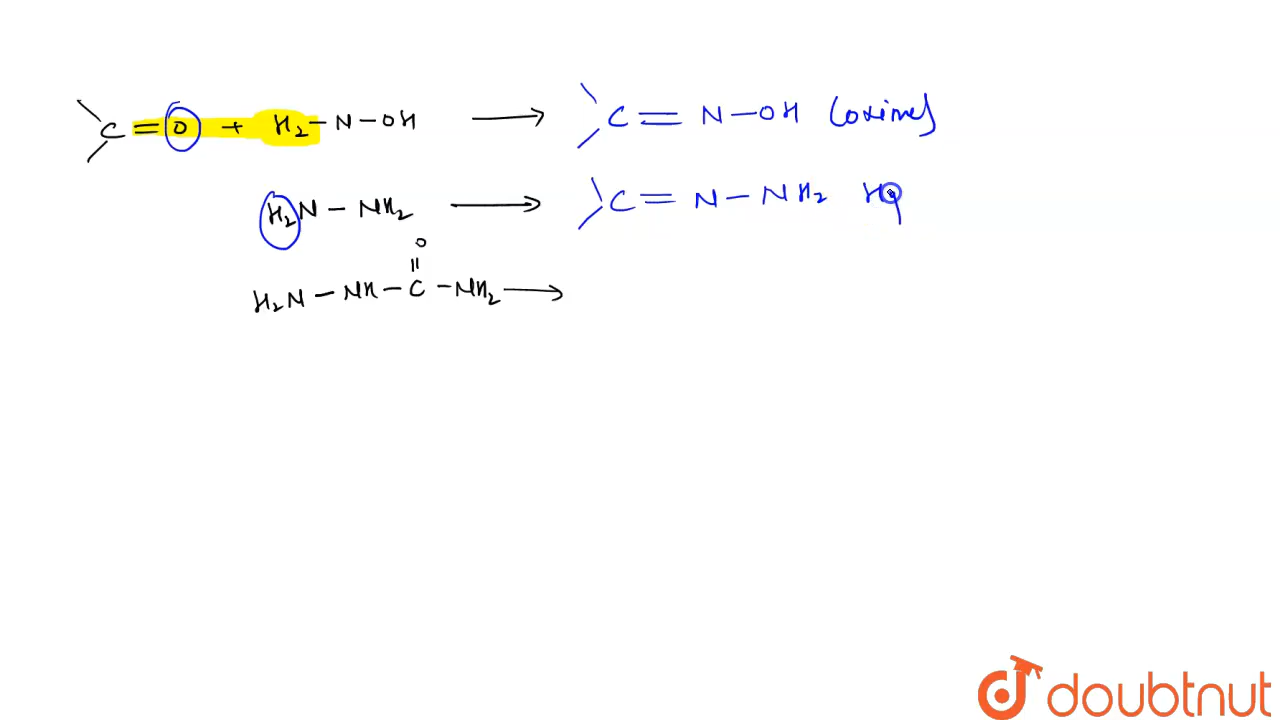 C = O + H₂ – N – OH ⟶ C = N – OH (oxime)
H₂N – NH₂ ⟶ C = N – NH₂
O
||
H₂N – NH – C – NH₂ ⟶
doubtnut